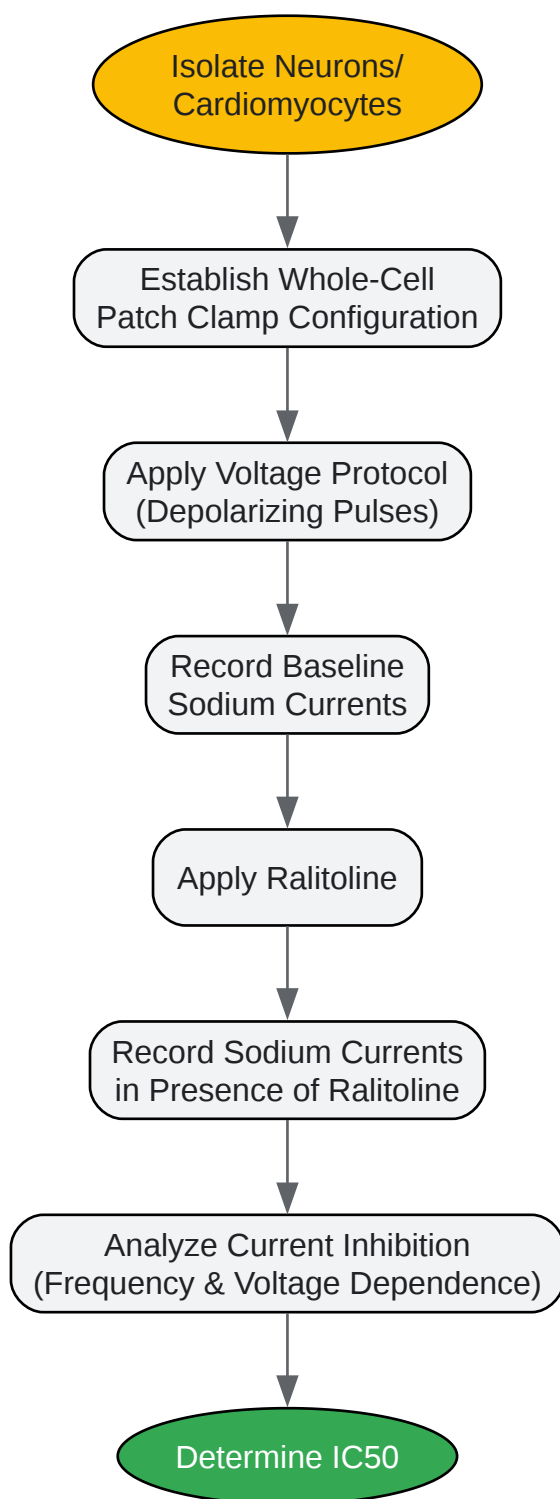 Isolate Neurons/
Cardiomyocytes
Establish Whole-Cell
Patch Clamp Configuration
Apply Voltage Protocol
(Depolarizing Pulses)
Record Baseline
Sodium Currents
Apply Ralitoline
Record Sodium Currents
in Presence of Ralitoline
Analyze Current Inhibition
(Frequency & Voltage Dependence)
Determine IC50